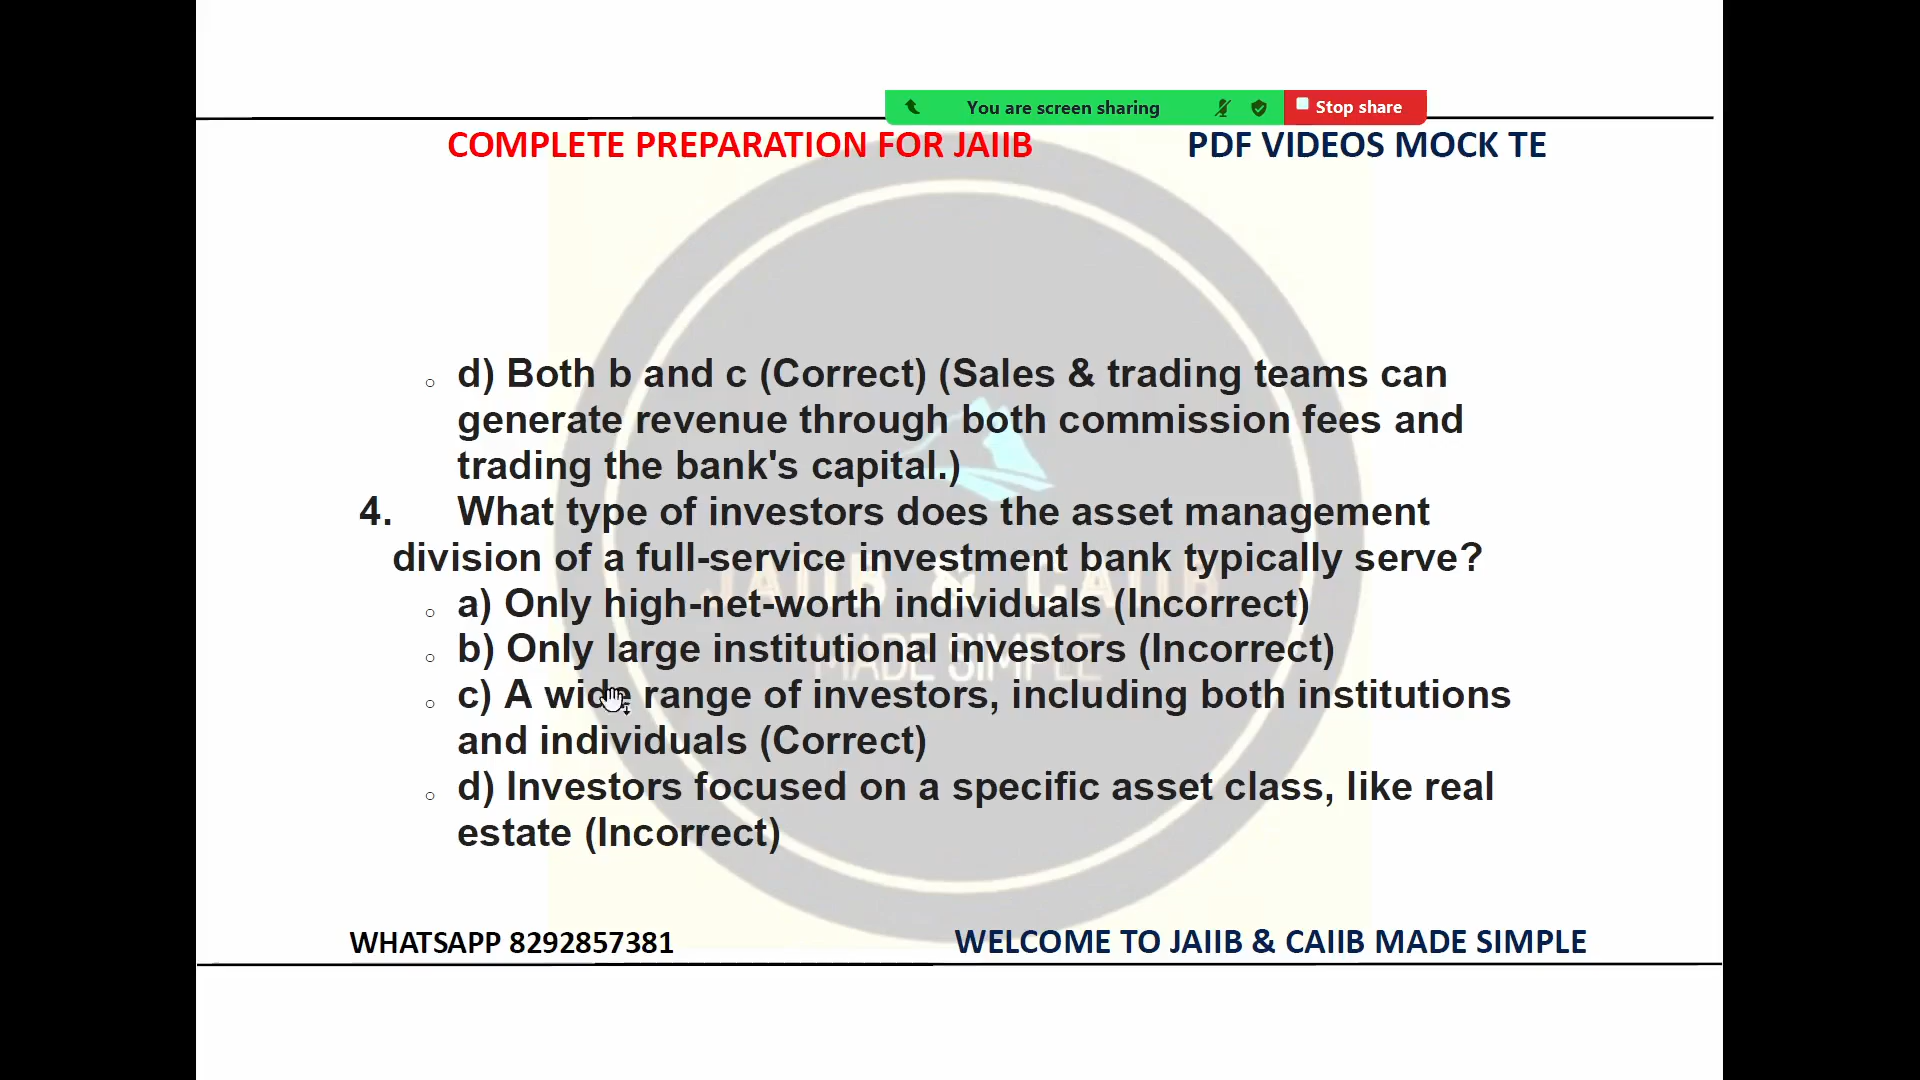 You are screen sharing
Stop share
COMPLETE PREPARATION FOR JAIIB
PDF VIDEOS MOCK TE
d) Both b and c (Correct) (Sales & trading teams can
generate revenue through both commission fees and
trading the bank's capital.)
4. What type of investors does the asset management
division of a full-service investment bank typically serve?
a) Only high-net-worth individuals (Incorrect)
b) Only large institutional investors (Incorrect)
c) A wide range of investors, including both institutions
and individuals (Correct)
d) Investors focused on a specific asset class, like real
estate (Incorrect)
JAIIB & CAIIB
MADE SIMPLE
WHATSAPP 8292857381
WELCOME TO JAIIB & CAIIB MADE SIMPLE